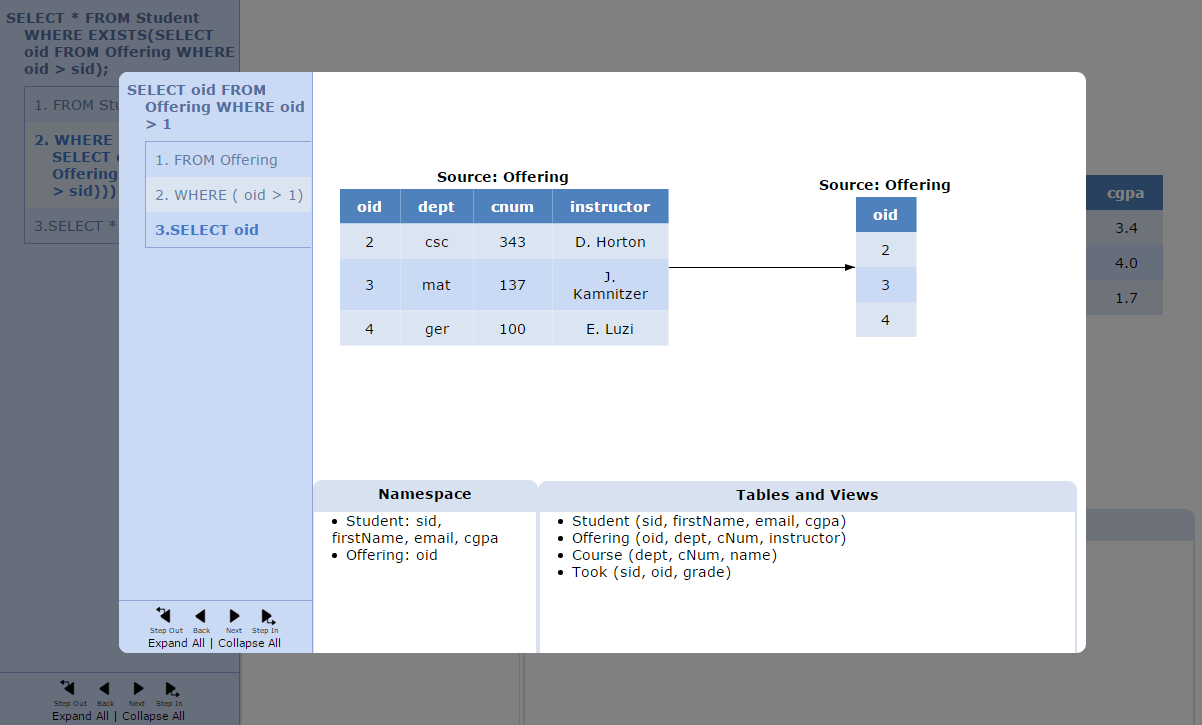 SELECT * FROM Student
WHERE EXISTS(SELECT
oid FROM Offering WHERE
oid > sid);
1. FROM Stu
2. WHERE
SELECT
Offering
> sid)))
3.SELECT *
SELECT oid FROM
Offering WHERE oid
> 1
1. FROM Offering
2. WHERE ( oid > 1)
3.SELECT oid
Source: Offering
oid dept cnum instructor
2 csc 343 D. Horton
3 mat 137 J.
Kamnitzer
4 ger 100 E. Luzi
Source: Offering
oid
2
3
4
cgpa
3.4
4.0
1.7
Namespace
• Student: sid,
firstName, email, cgpa
• Offering: oid
Tables and Views
• Student (sid, firstName, email, cgpa)
• Offering (oid, dept, cNum, instructor)
• Course (dept, cNum, name)
• Took (sid, oid, grade)
Step Out Back Next Step In
Expand All | Collapse All
Step Out Back Next Step In
Expand All | Collapse All